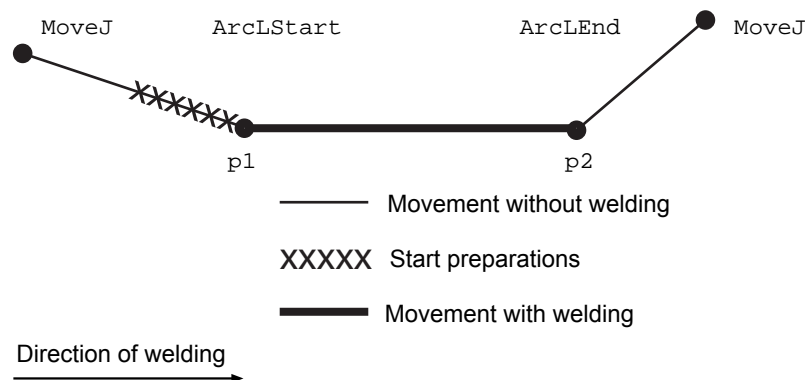 MoveJ ArcLStart ArcLEnd MoveJ
p1 p2
Movement without welding
XXXXX Start preparations
Movement with welding
Direction of welding